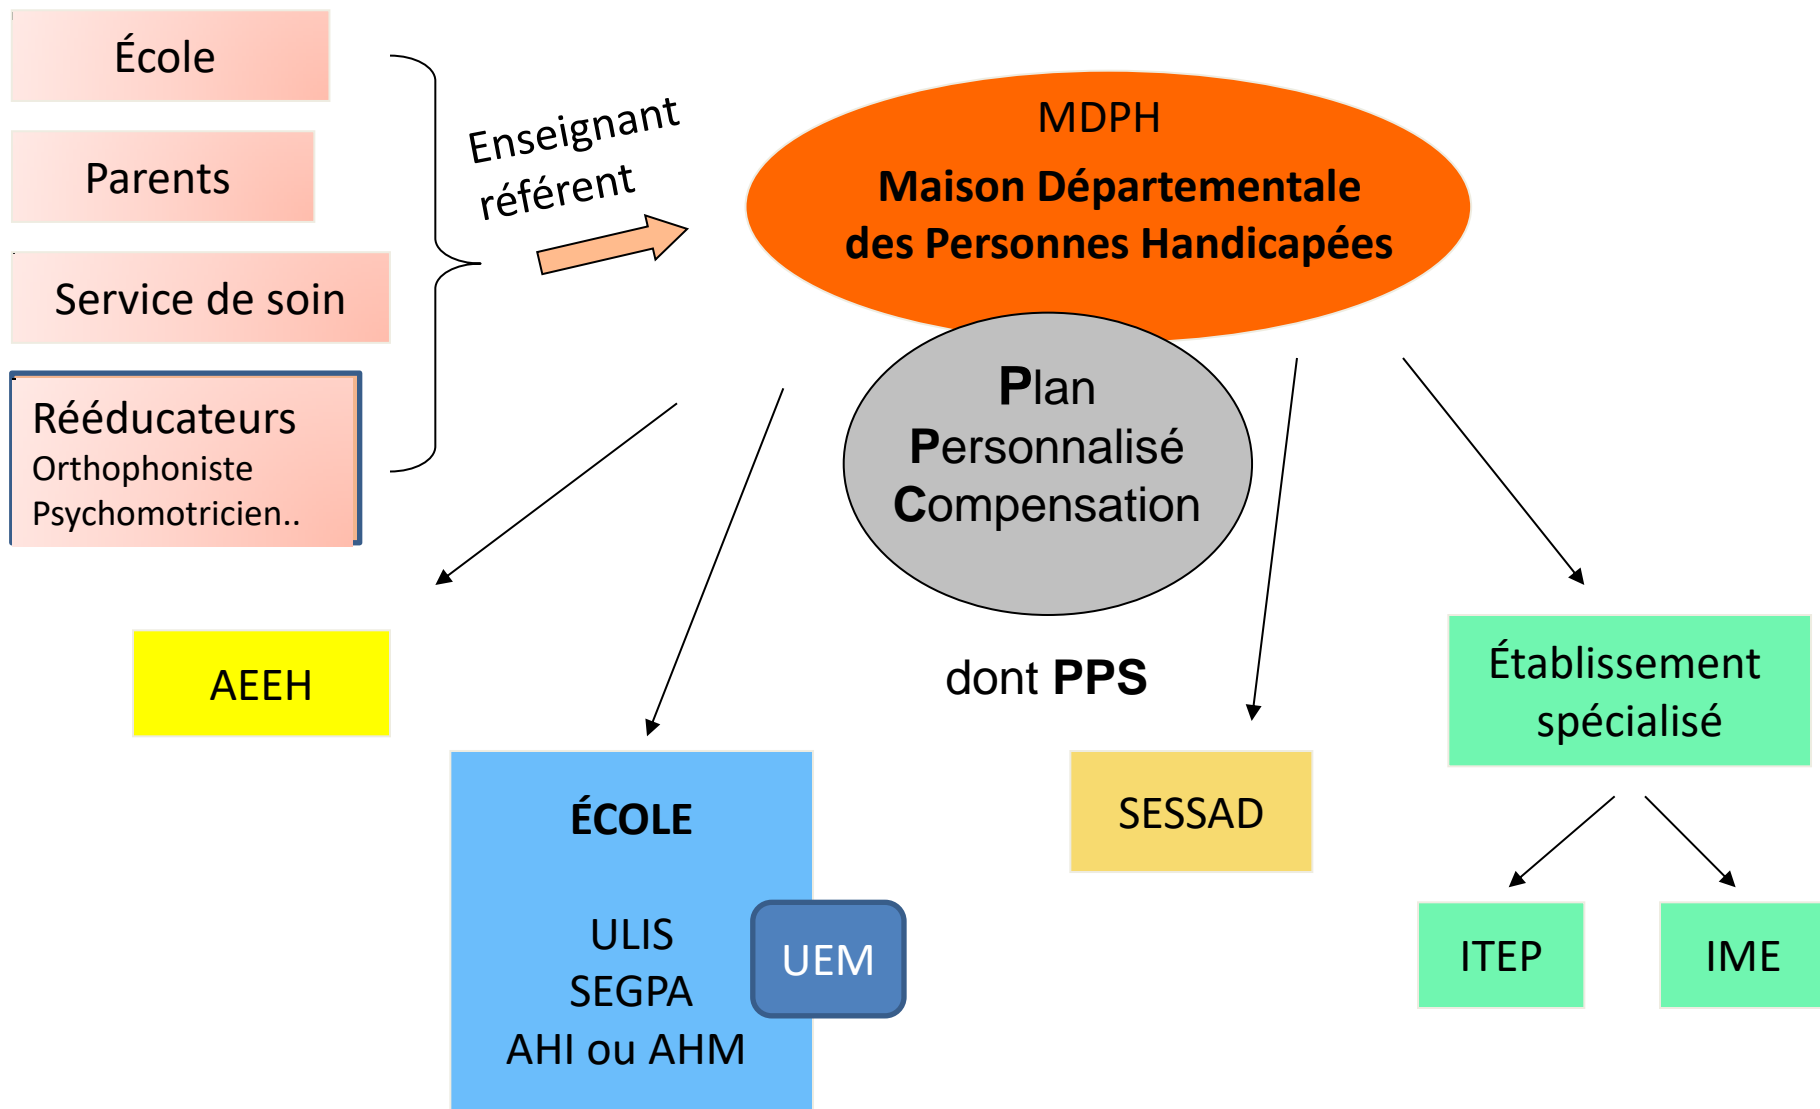 École
Parents
Service de soin
Rééducateurs
Orthophoniste
Psychomotricien..
Enseignant
référent
MDPH
Maison Départementale
des Personnes Handicapées
Plan
Personnalisé
Compensation
dont PPS
AEEH
ÉCOLE
ULIS
SEGPA
AHI ou AHM
UEM
SESSAD
Établissement
spécialisé
ITEP
IME